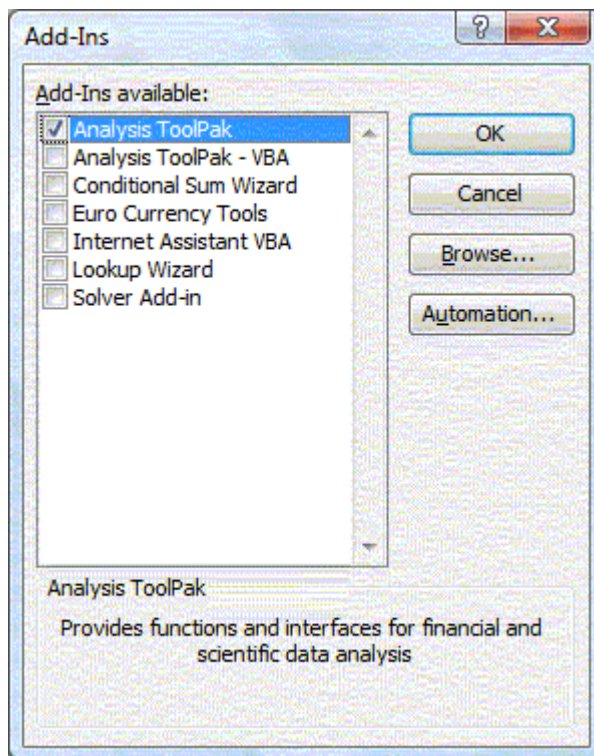 Add-Ins
?
X
Add-Ins available:
Analysis ToolPak
Analysis ToolPak - VBA
Conditional Sum Wizard
Euro Currency Tools
Internet Assistant VBA
Lookup Wizard
Solver Add-in
OK
Cancel
Browse...
Automation...
Analysis ToolPak
Provides functions and interfaces for financial and
scientific data analysis